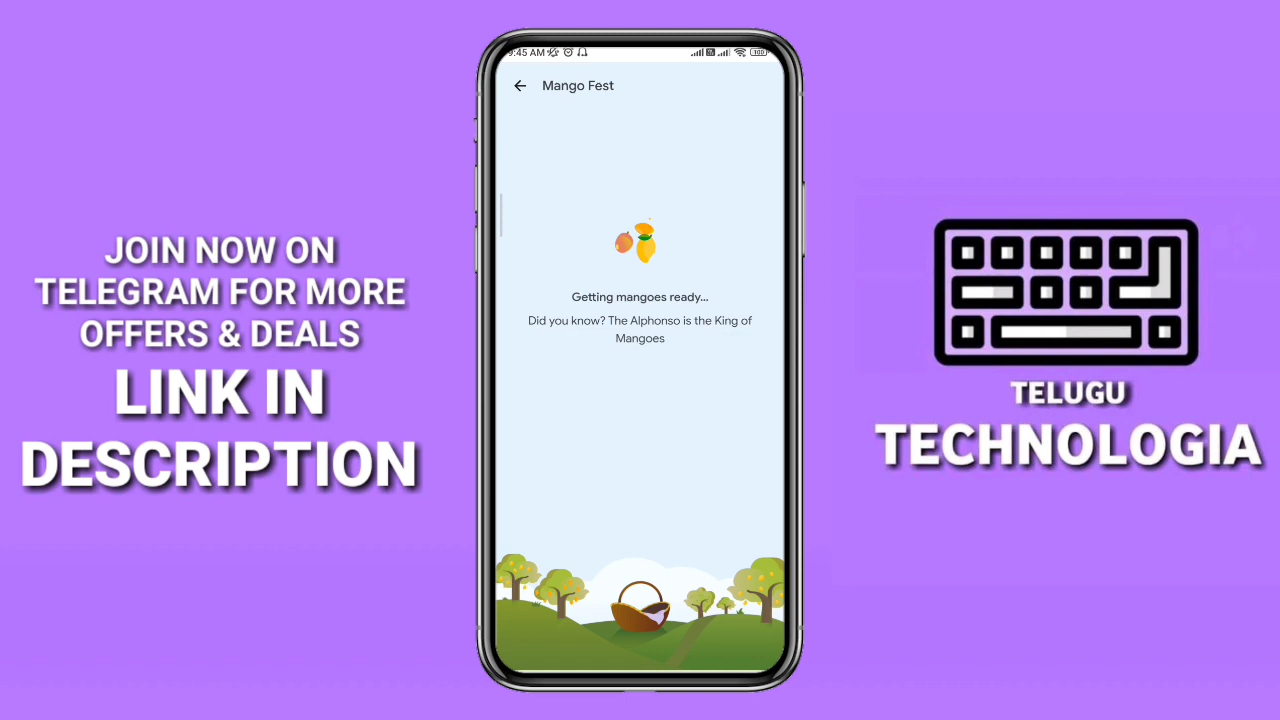 JOIN NOW ON
TELEGRAM FOR MORE
OFFERS & DEALS
LINK IN
DESCRIPTION
9:45 AM
100
Mango Fest
Getting mangoes ready...
Did you know? The Alphonso is the King of
Mangoes
TELUGU
TECHNOLOGIA